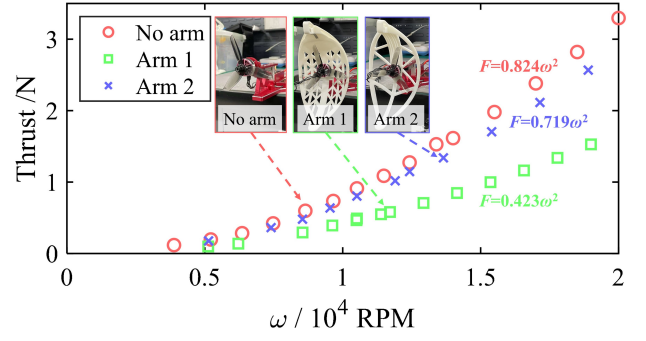 No arm
Arm 1
Arm 2
No arm
Arm 1
Arm 2
F=0.824ω²
F=0.719ω²
F=0.423ω²
Thrust /N
3
2
1
0
0
0.5
1
1.5
2
ω / 10⁴ RPM